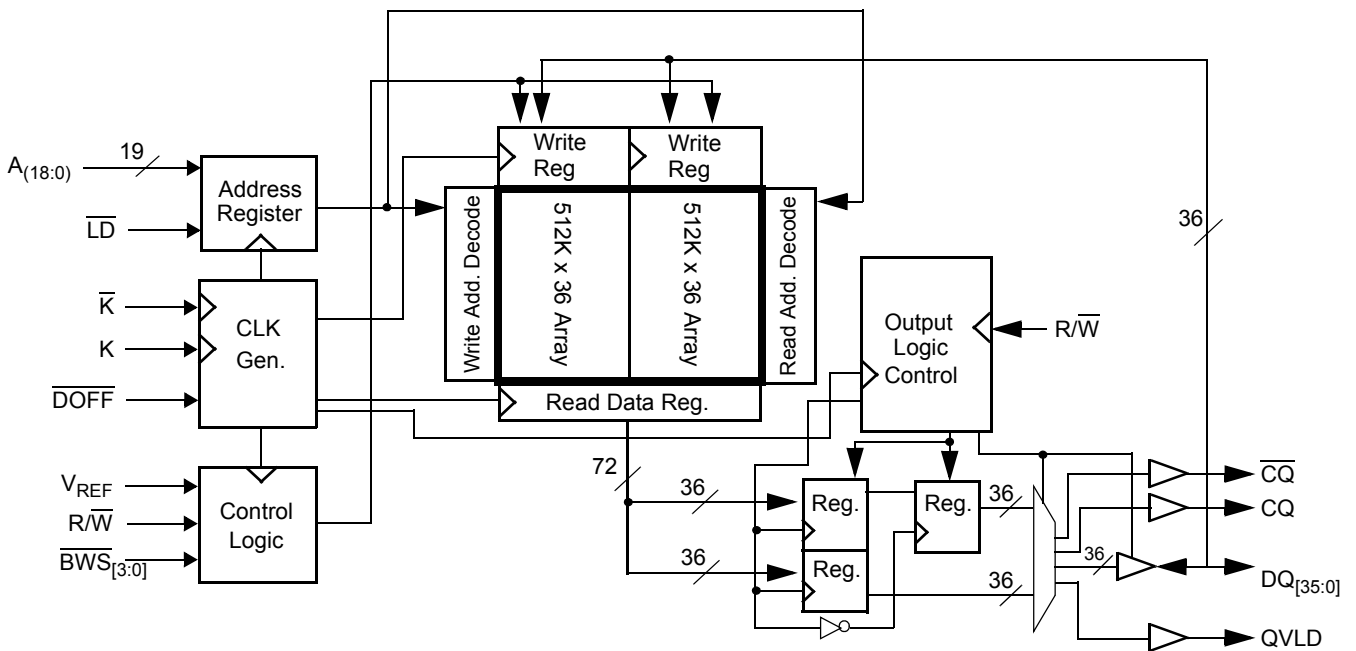 A(18:0)
19
LD
Address
Register
K
K
DOFF
CLK
Gen.
VREF
R/W
BWS[3:0]
Control
Logic
Write
Reg
Write
Reg
Write Add. Decode
512K x 36 Array
512K x 36 Array
Read Add. Decode
Read Data Reg.
72
36
36
Output
Logic
Control
R/W
36
Reg.
Reg.
Reg.
36
36
36
CQ
CQ
DQ[35:0]
QVLD